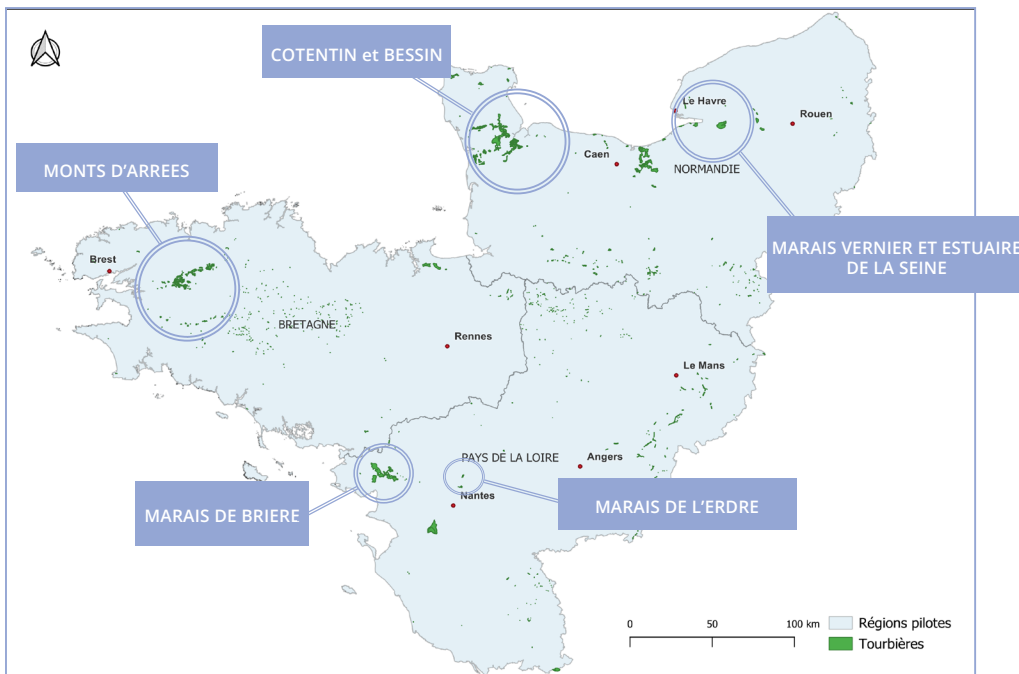 COTENTIN et BESSIN
Le Havre
Rouen
Caen
NORMANDIE
MONTS D'ARREES
MARAIS VERNIER ET ESTUAIRE
DE LA SEINE
Brest
BRETAGNE
Rennes
Le Mans
PAYS DE LA LOIRE
Angers
Nantes
MARAIS DE BRIERE
MARAIS DE L'ERDRE
0 50 100 km
Régions pilotes
Tourbières